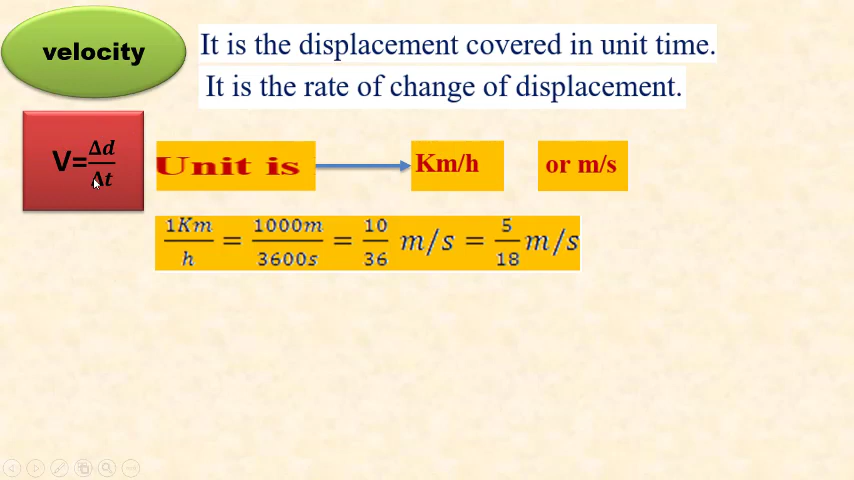 velocity
It is the displacement covered in unit time.
It is the rate of change of displacement.
V=Δd/Δt
Unit is
Km/h
or m/s
1Km/h = 1000m/3600s = 10/36 m/s = 5/18 m/s